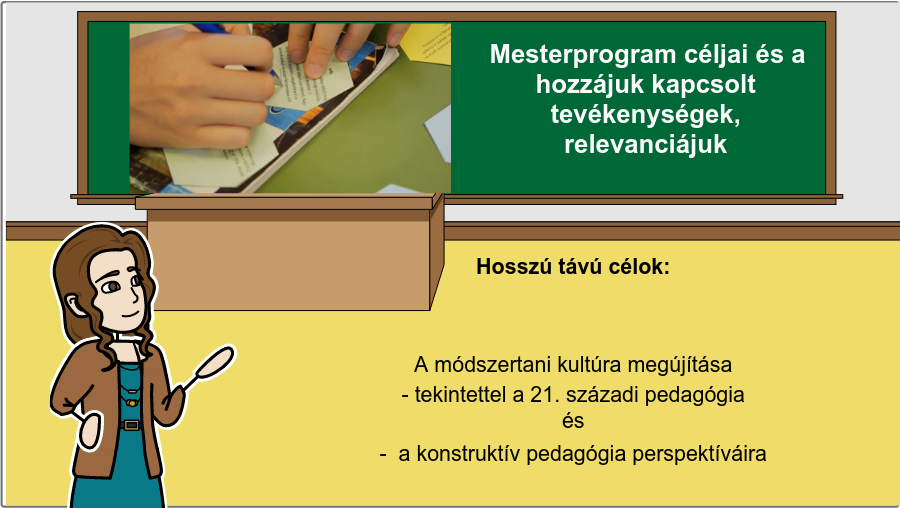 Mesterprogram céljai és a
hozzájuk kapcsolt
tevékenységek,
relevanciájuk
Hosszú távú célok:
A módszertani kultúra megújítása
- tekintettel a 21. századi pedagógia
és
- a konstruktív pedagógia perspektíváira